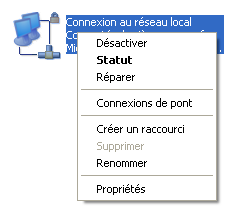 Connexion au réseau local
Désactiver
Statut
Réparer
Connexions de pont
Créer un raccourci
Supprimer
Renommer
Propriétés